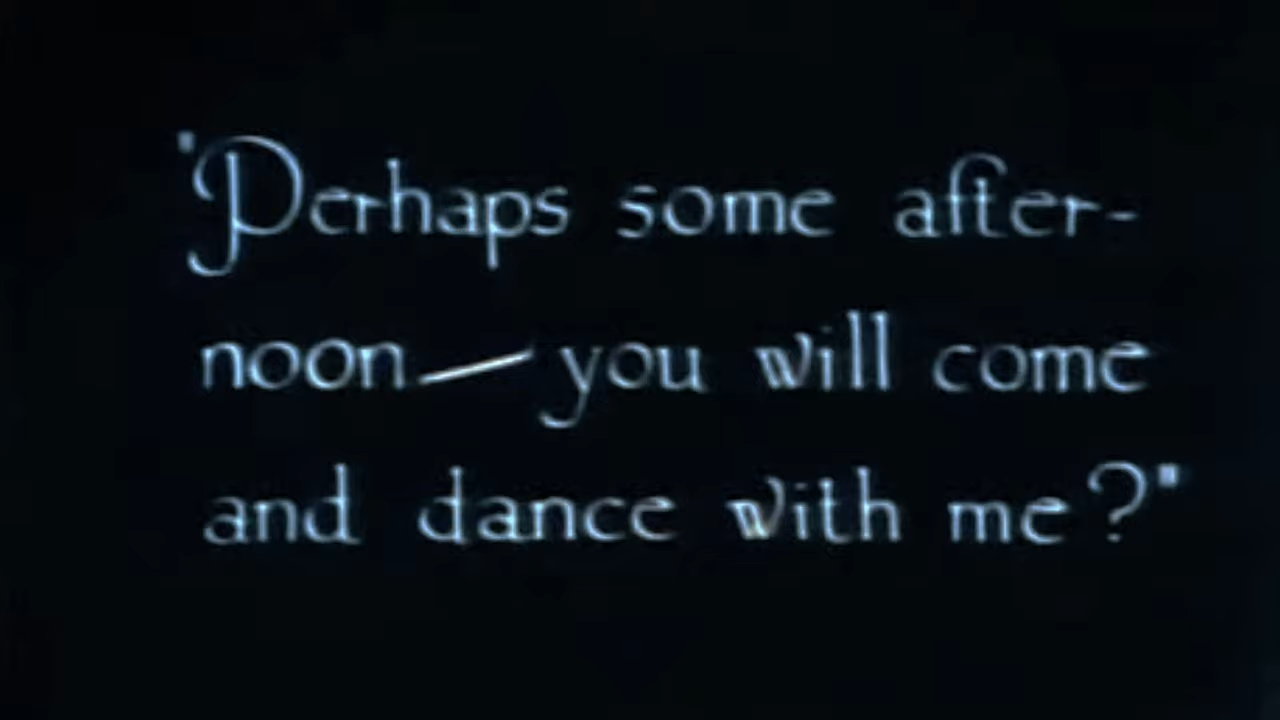 "Perhaps some after-
noon—you will come
and dance with me?"